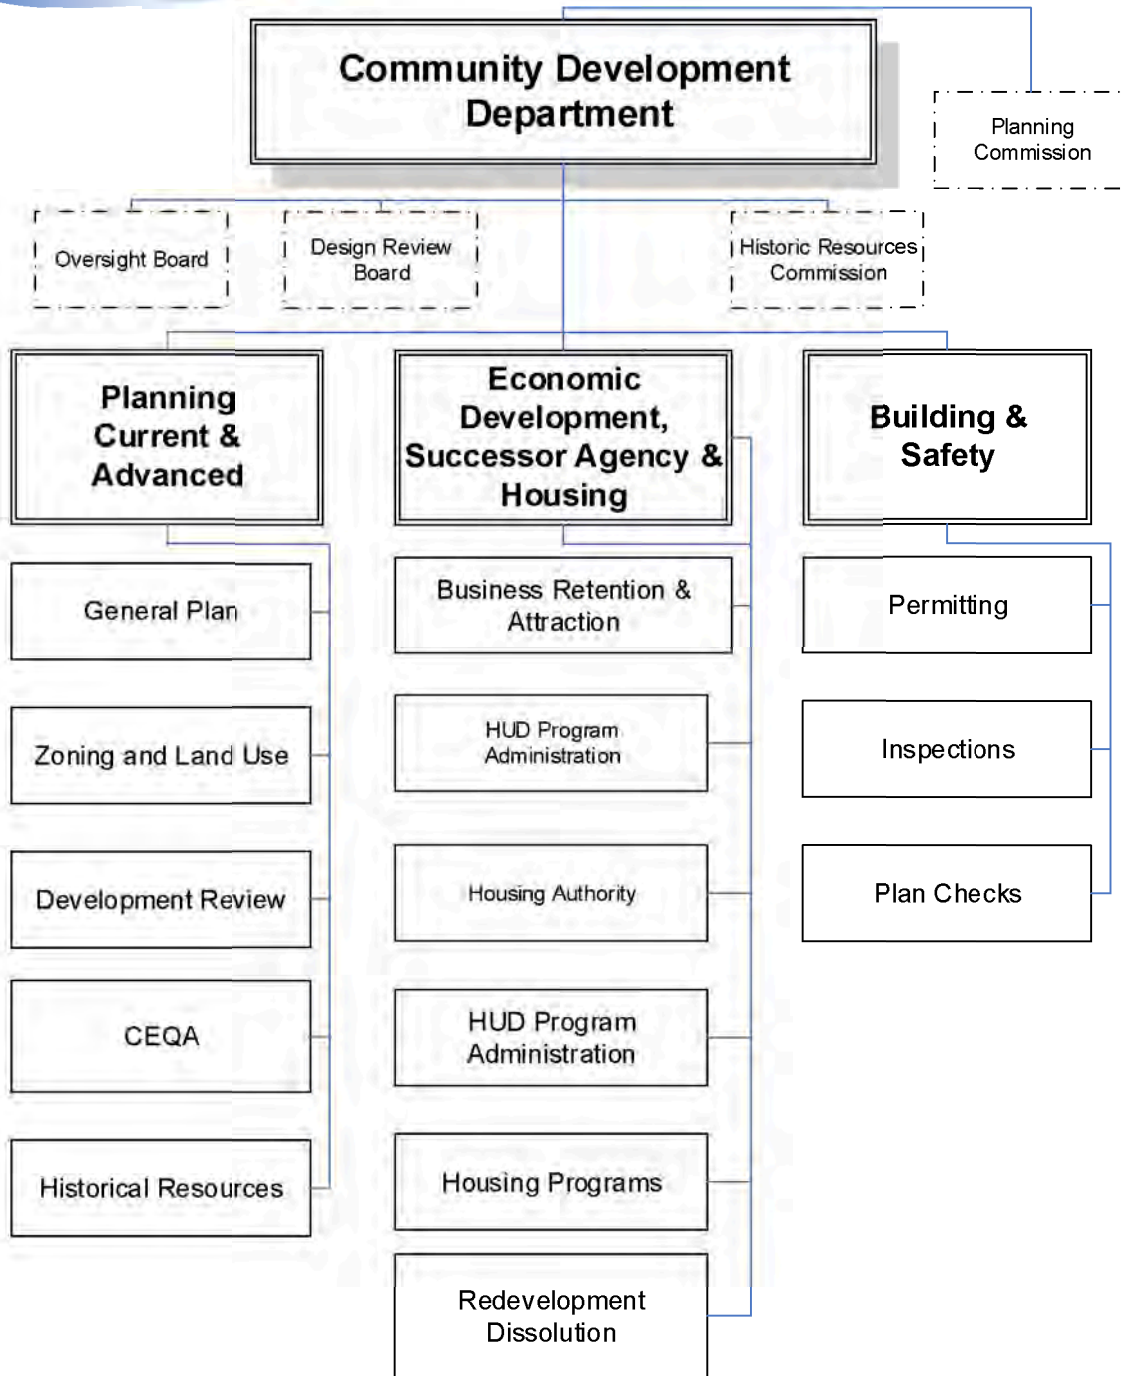 Community Development
Department
Planning
Commission
Oversight Board
Design Review
Board
Historic Resources
Commission
Planning
Current &
Advanced
Economic
Development,
Successor Agency &
Housing
Building &
Safety
General Plan
Zoning and Land Use
Development Review
CEQA
Historical Resources
Business Retention &
Attraction
HUD Program
Administration
Housing Authority
HUD Program
Administration
Housing Programs
Redevelopment
Dissolution
Permitting
Inspections
Plan Checks